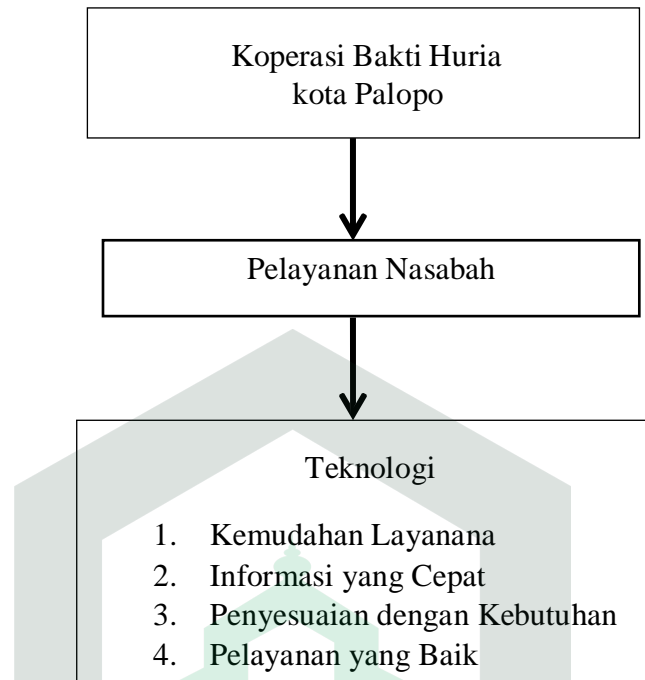 Koperasi Bakti Huria
kota Palopo
Pelayanan Nasabah
Teknologi
1. Kemudahan Layanana
2. Informasi yang Cepat
3. Penyesuaian dengan Kebutuhan
4. Pelayanan yang Baik